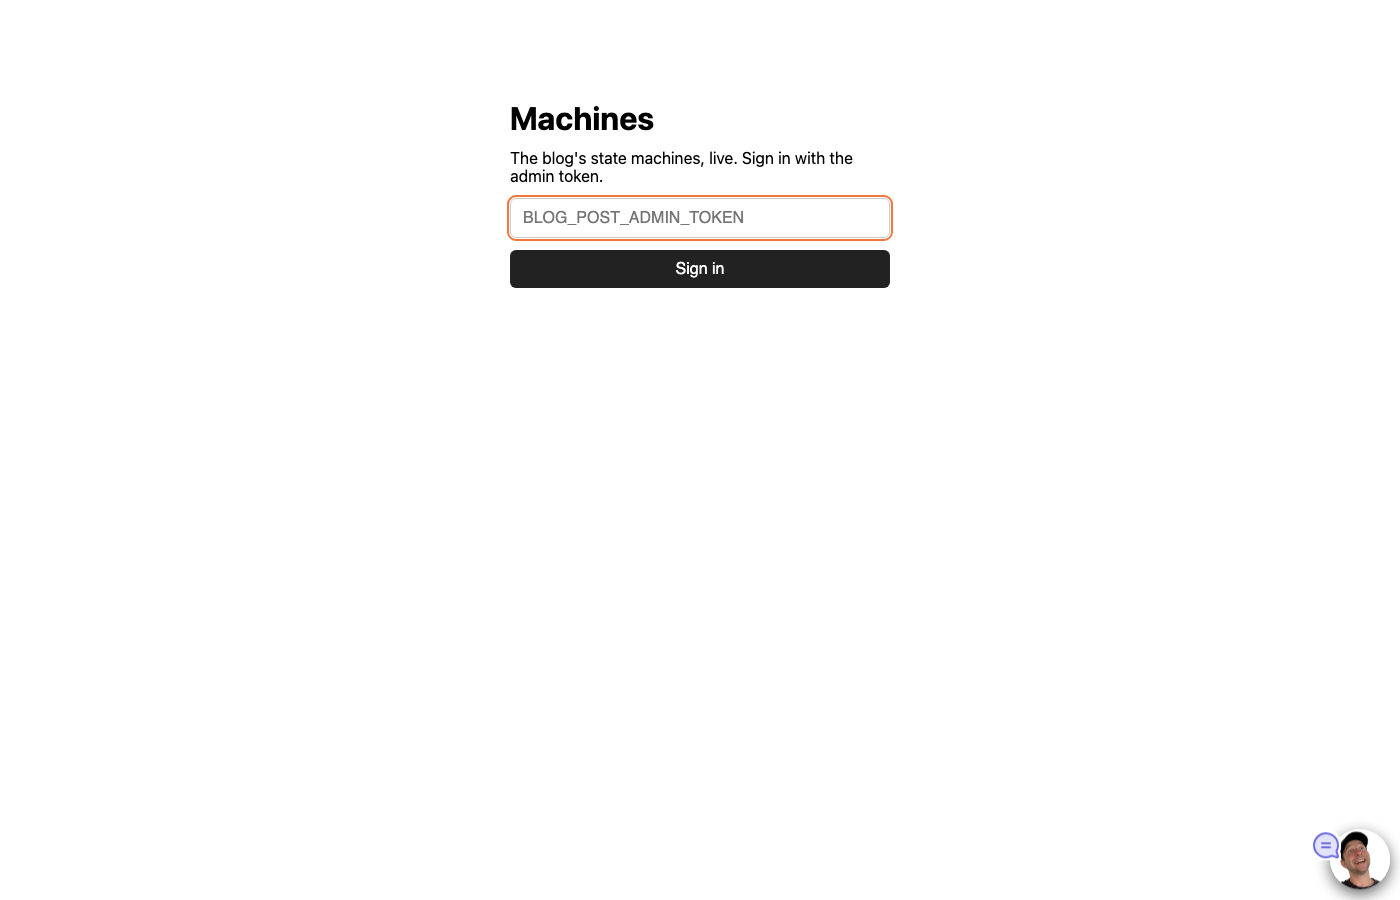 Machines
The blog's state machines, live. Sign in with the
admin token.
BLOG_POST_ADMIN_TOKEN
Sign in